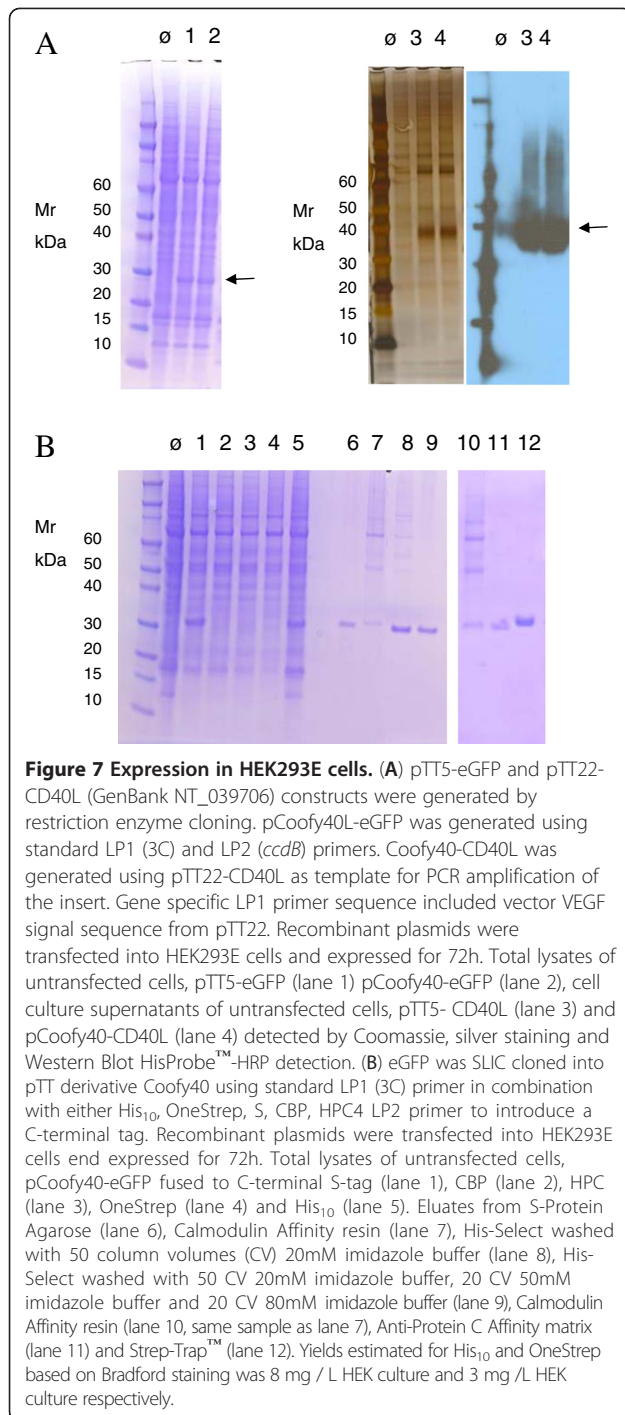 A
ø 1 2
ø 3 4
ø 3 4
60
50
Mr
40
kDa
30
20
15
10
60
50
Mr
40
kDa
30
20
15
10
B
ø 1 2 3 4 5 6 7 8 9 10 11 12
Mr
60
kDa
50
40
30
20
15
10
Figure 7 Expression in HEK293E cells. (A) pTT5-eGFP and pTT22-
CD40L (GenBank NT_039706) constructs were generated by
restriction enzyme cloning. pCoofy40L-eGFP was generated using
standard LP1 (3C) and LP2 (ccdB) primers. Coofy40-CD40L was
generated using pTT22-CD40L as template for PCR amplification of
the insert. Gene specific LP1 primer sequence included vector VEGF
signal sequence from pTT22. Recombinant plasmids were
transfected into HEK293E cells and expressed for 72h. Total lysates of
untransfected cells, pTT5-eGFP (lane 1) pCoofy40-eGFP (lane 2), cell
culture supernatants of untransfected cells, pTT5- CD40L (lane 3) and
pCoofy40-CD40L (lane 4) detected by Coomassie, silver staining and
Western Blot HisProbe™-HRP detection. (B) eGFP was SLIC cloned into
pTT derivative Coofy40 using standard LP1 (3C) primer in combination
with either His10, OneStrep, S, CBP, HPC4 LP2 primer to introduce a
C-terminal tag. Recombinant plasmids were transfected into HEK293E
cells end expressed for 72h. Total lysates of untransfected cells,
pCoofy40-eGFP fused to C-terminal S-tag (lane 1), CBP (lane 2), HPC
(lane 3), OneStrep (lane 4) and His10 (lane 5). Eluates from S-Protein
Agarose (lane 6), Calmodulin Affinity resin (lane 7), His-Select washed
with 50 column volumes (CV) 20mM imidazole buffer (lane 8), His-
Select washed with 50 CV 20mM imidazole buffer, 20 CV 50mM
imidazole buffer and 20 CV 80mM imidazole buffer (lane 9), Calmodulin
Affinity resin (lane 10, same sample as lane 7), Anti-Protein C Affinity matrix
(lane 11) and Strep-Trap™ (lane 12). Yields estimated for His10 and OneStrep
based on Bradford staining was 8 mg / L HEK culture and 3 mg /L HEK
culture respectively.